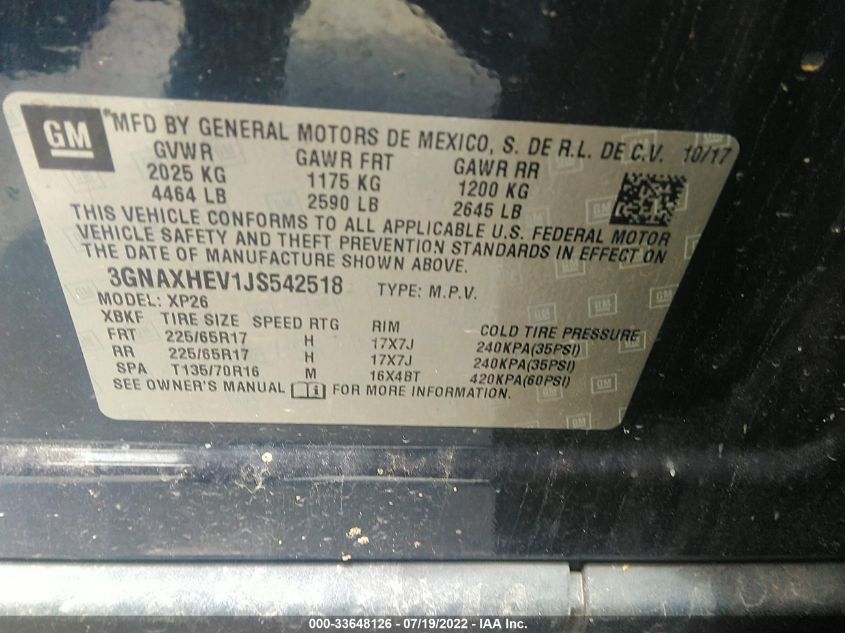 GM
MFD BY GENERAL MOTORS DE MEXICO, S. DE R.L. DE C.V. 10/17
GVWR GAWR FRT GAWR RR
2025 KG 1175 KG 1200 KG
4464 LB 2590 LB 2645 LB
THIS VEHICLE CONFORMS TO ALL APPLICABLE U.S. FEDERAL MOTOR
VEHICLE SAFETY AND THEFT PREVENTION STANDARDS IN EFFECT ON
THE DATE OF MANUFACTURE SHOWN ABOVE.
3GNAXHEV1JS542518 TYPE: M.P.V.
MODEL: XP26
XBKF TIRE SIZE SPEED RTG RIM COLD TIRE PRESSURE
FRT 225/65R17 H 17X7J 240KPA(35PSI)
RR 225/65R17 H 17X7J 240KPA(35PSI)
SPA T135/70R16 M 16X4BT 420KPA(60PSI)
SEE OWNER'S MANUAL FOR MORE INFORMATION.
000-33648126 - 07/19/2022 - IAA Inc.